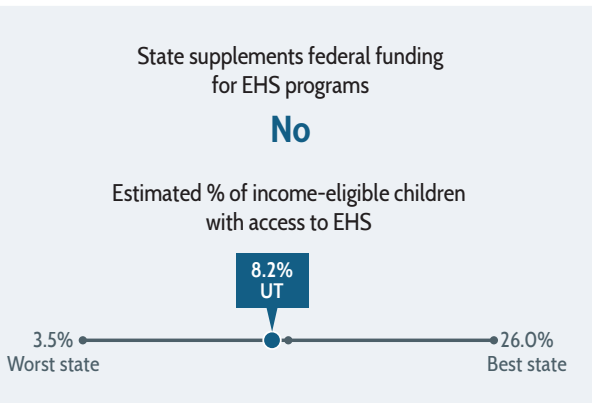 State supplements federal funding
for EHS programs
No
Estimated % of income-eligible children
with access to EHS
8.2%
UT
3.5%
Worst state
26.0%
Best state